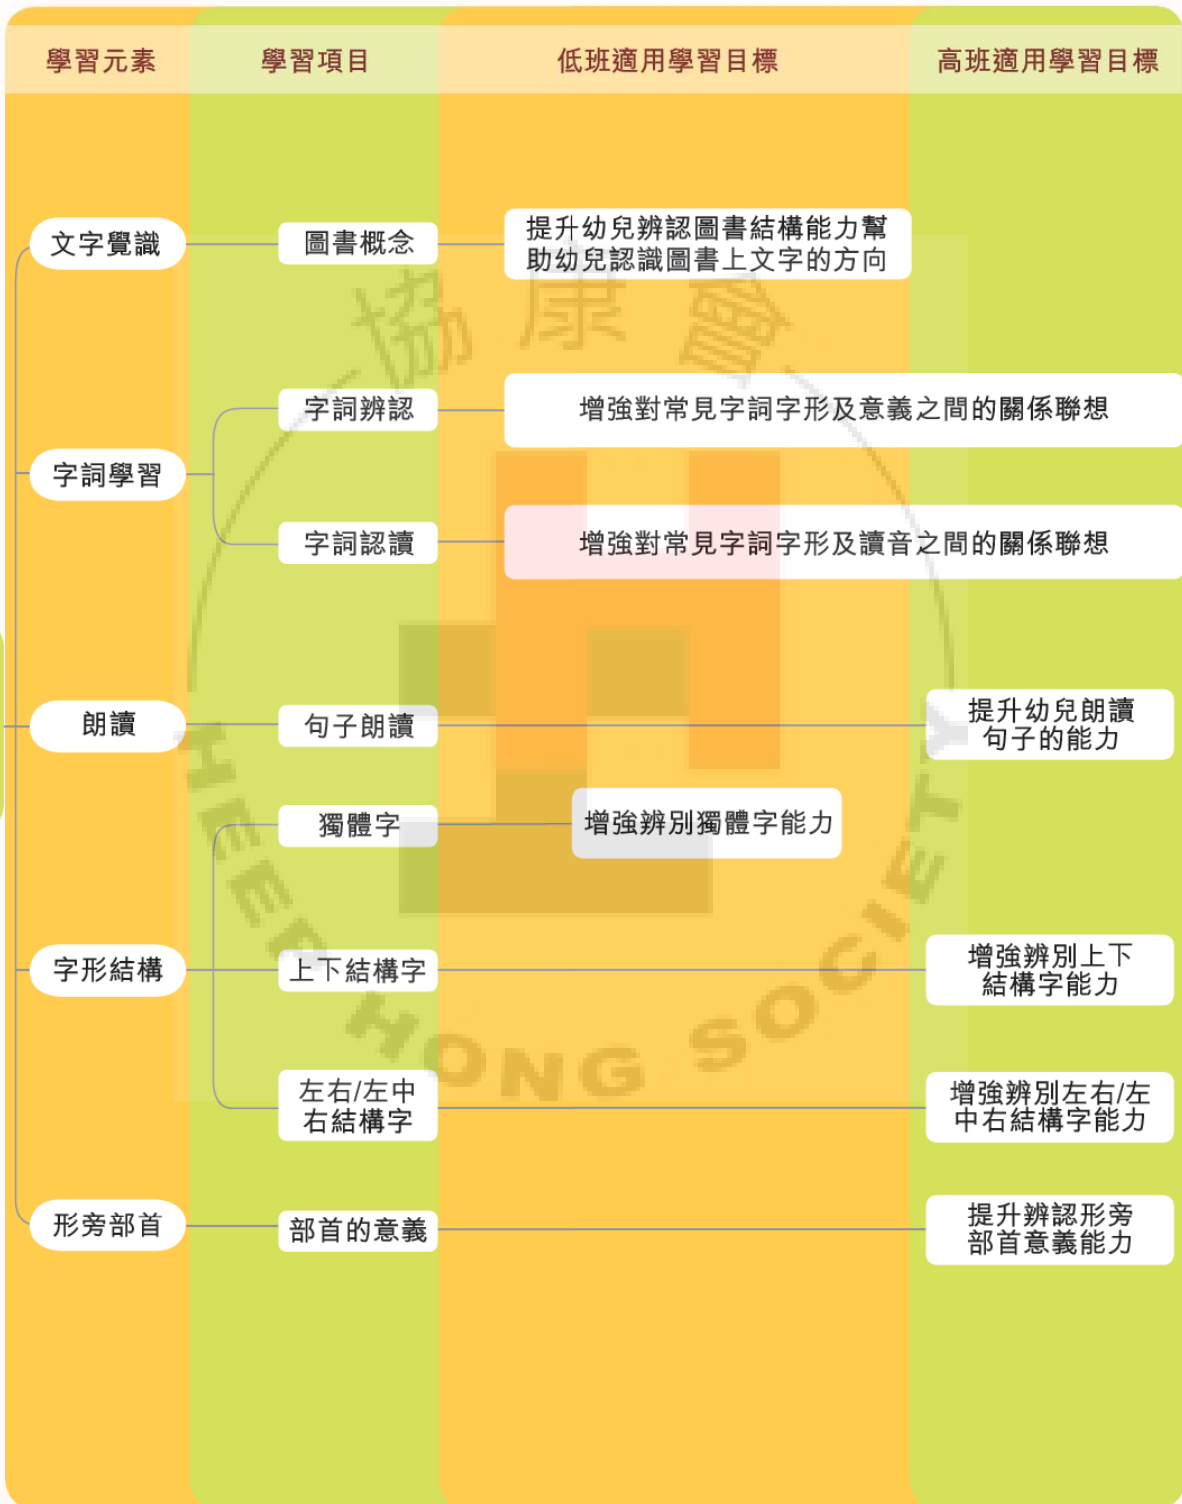 學習元素
學習項目
低班適用學習目標
高班適用學習目標
文字覺識
圖書概念
提升幼兒辨認圖書結構能力幫
助幼兒認識圖書上文字的方向
協康會
字詞學習
字詞辨認
增強對常見字詞字形及意義之間的關係聯想
字詞認讀
增強對常見字詞字形及讀音之間的關係聯想
朗讀
句子朗讀
提升幼兒朗讀
句子的能力
字形結構
獨體字
增強辨別獨體字能力
上下結構字
增強辨別上下
結構字能力
左右/左中
右結構字
增強辨別左右/左
中右結構字能力
HEEP HONG SOCIETY
形旁部首
部首的意義
提升辨認形旁
部首意義能力